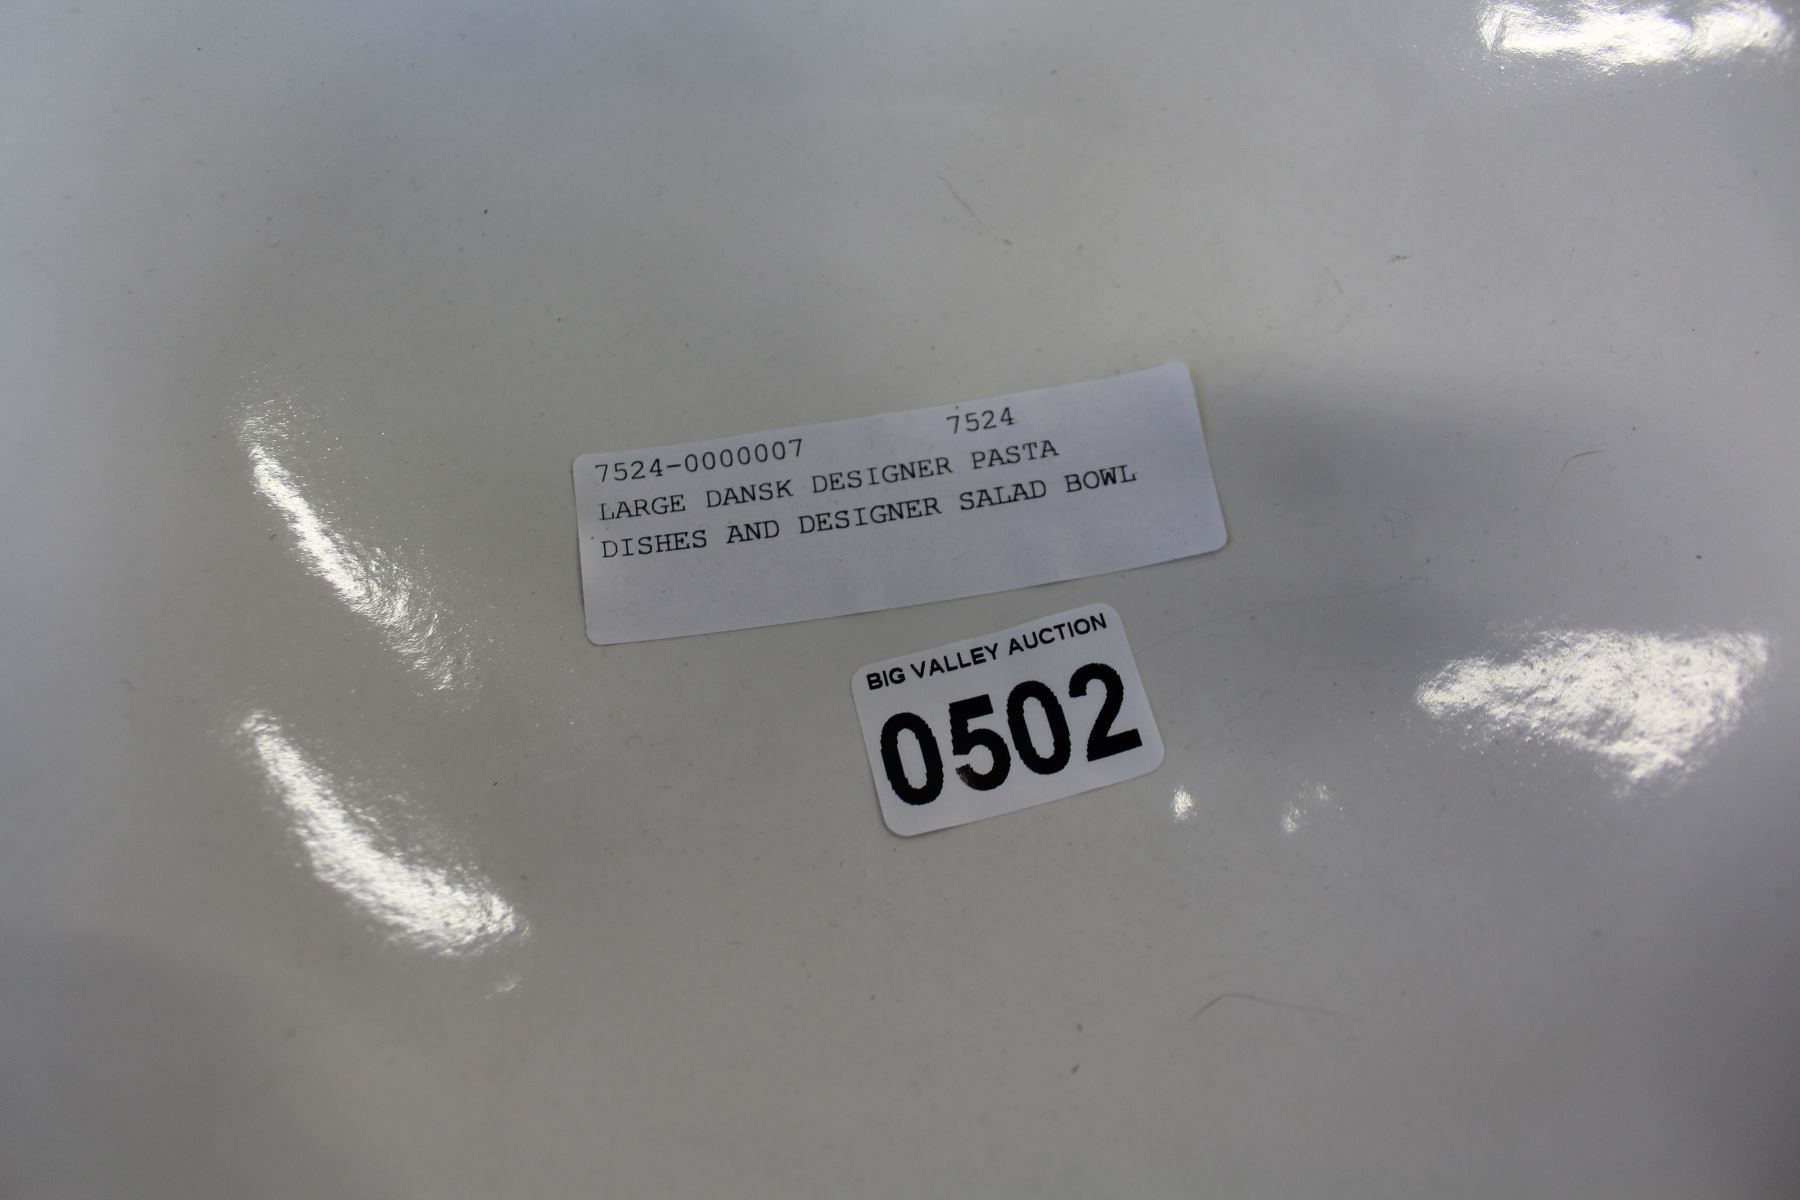 7524-0000007 7524
LARGE DANSK DESIGNER PASTA
DISHES AND DESIGNER SALAD BOWL
BIG VALLEY AUCTION
0502